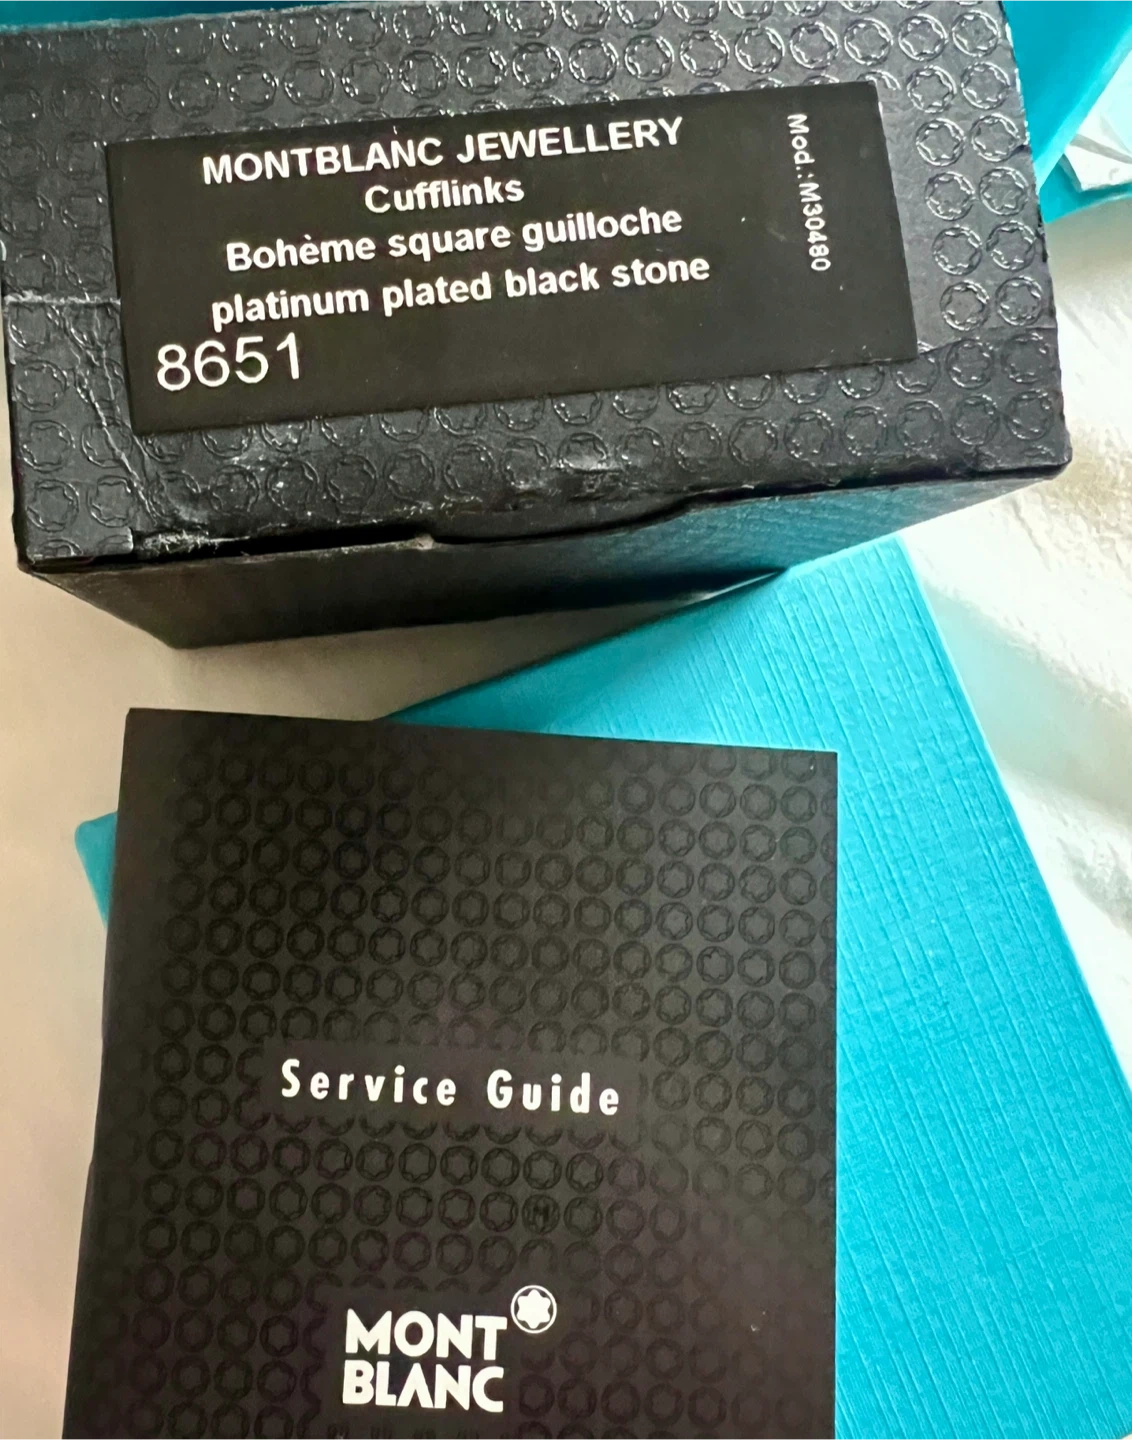 MONTBLANC JEWELLERY
Cufflinks
Bohème square guilloche
platinum plated black stone
8651
Mod.: M30480
Service Guide
MONT
BLANC